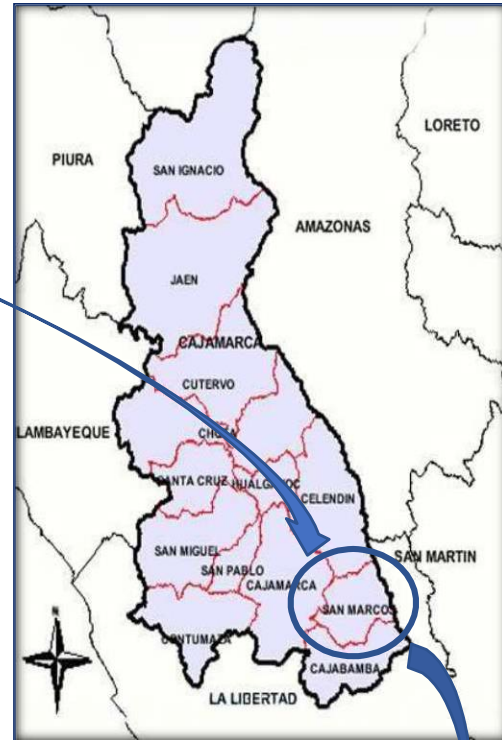 LORETO
PIURA
SAN IGNACIO
AMAZONAS
JAEN
CAJAMARCA
CUTERVO
LAMBAYEQUE
CHOTA
SANTA CRUZ
HUALGAYOC
CELENDIN
SAN MIGUEL
SAN MARTIN
SAN PABLO
CAJAMARCA
SAN MARCOS
N
CONTUMAZA
CAJABAMBA
LA LIBERTAD